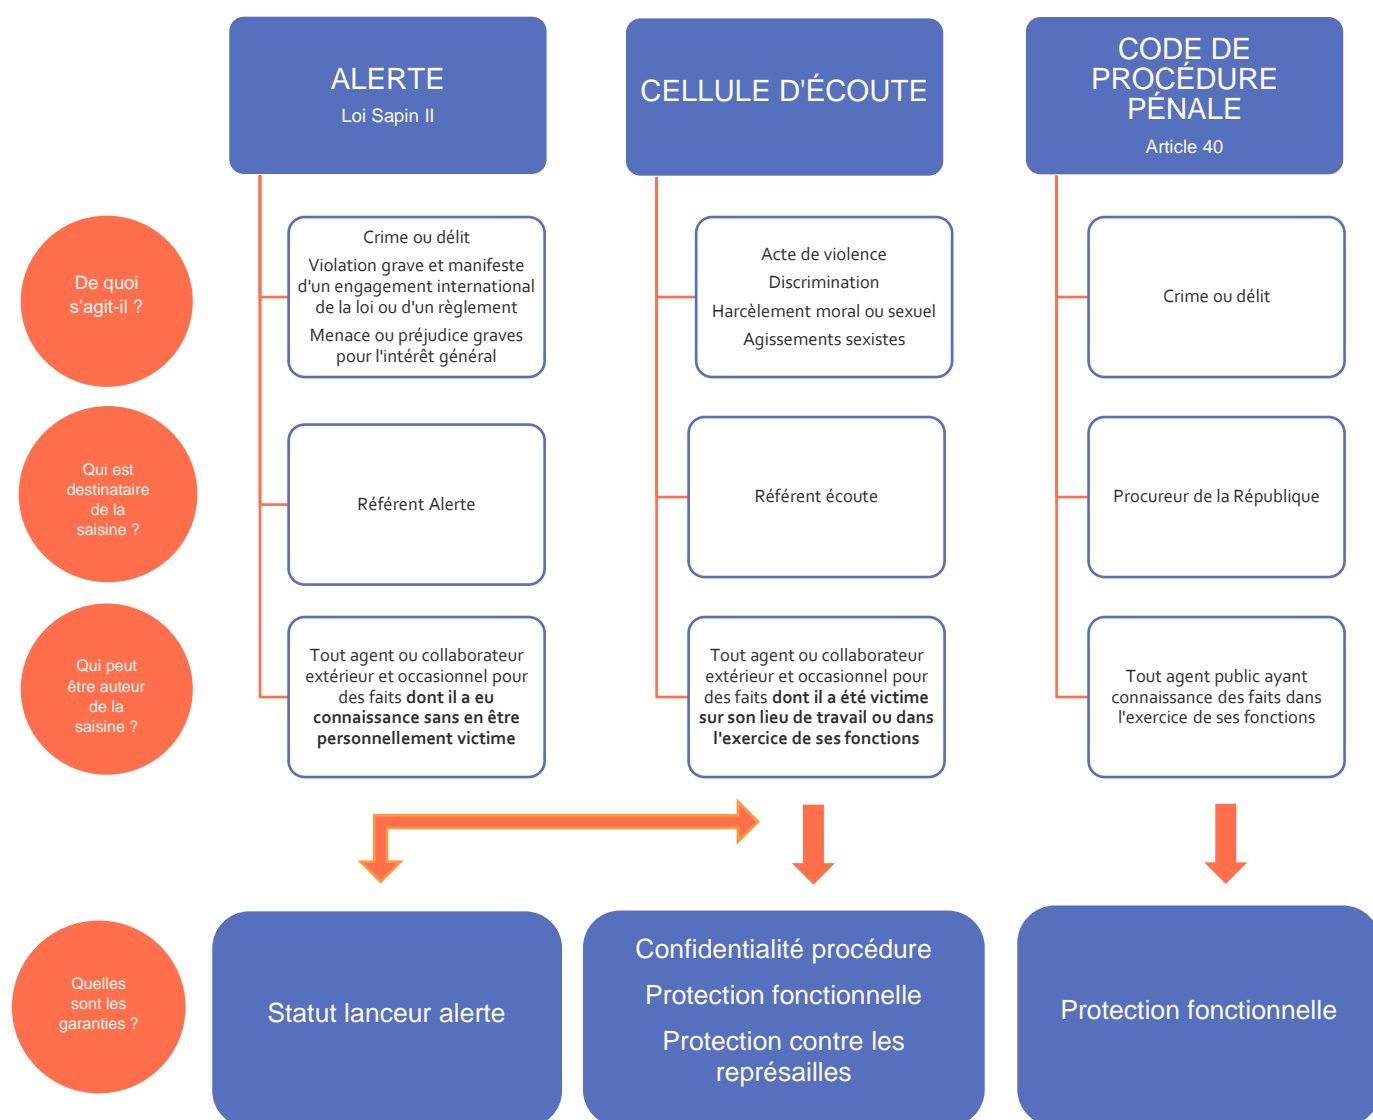 ALERTE
Loi Sapin II
CELLULE D'ÉCOUTE
CODE DE
PROCÉDURE
PÉNALE
Article 40
De quoi
s'agit-il ?
Crime ou délit
Violation grave et manifeste
d'un engagement international
de la loi ou d'un règlement
Menace ou préjudice graves
pour l'intérêt général
Acte de violence
Discrimination
Harcèlement moral ou sexuel
Agissements sexistes
Crime ou délit
Qui est
destinataire
de la
saisine ?
Référent Alerte
Référent écoute
Procureur de la République
Qui peut
être auteur
de la
saisine ?
Tout agent ou collaborateur
extérieur et occasionnel pour
des faits dont il a eu
connaissance sans en être
personnellement victime
Tout agent ou collaborateur
extérieur et occasionnel pour
des faits dont il a été victime
sur son lieu de travail ou dans
l'exercice de ses fonctions
Tout agent public ayant
connaissance des faits dans
l'exercice de ses fonctions
Quelles
sont les
garanties ?
Statut lanceur alerte
Confidentialité procédure
Protection fonctionnelle
Protection contre les
représailles
Protection fonctionnelle